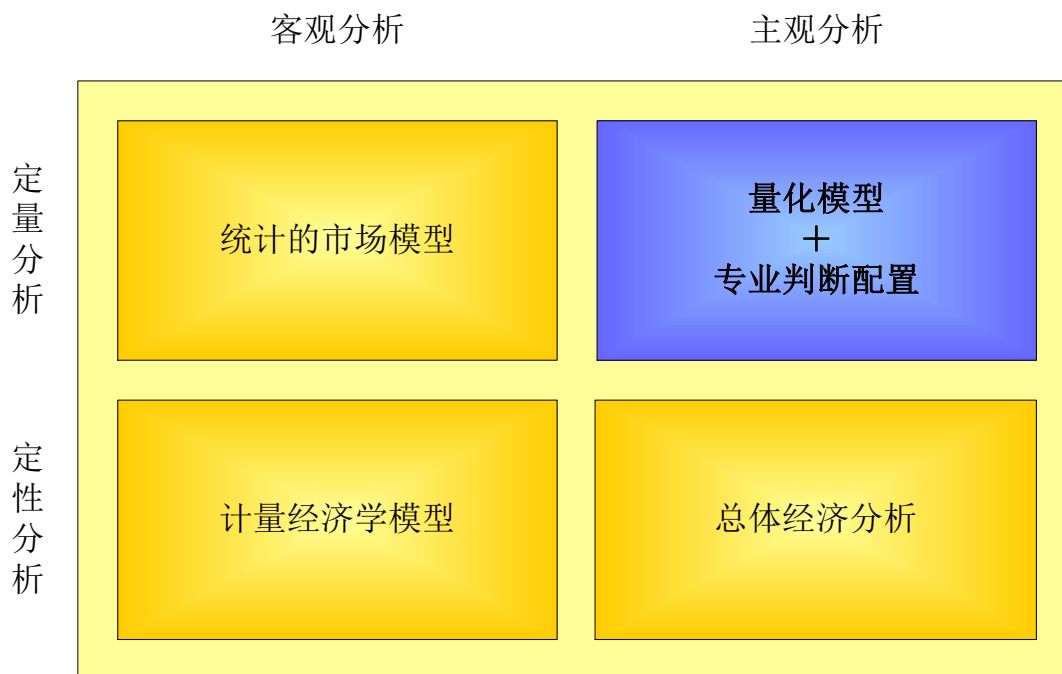 客观分析
主观分析
定量分析
统计的市场模型
量化模型
＋
专业判断配置
定性分析
计量经济学模型
总体经济分析